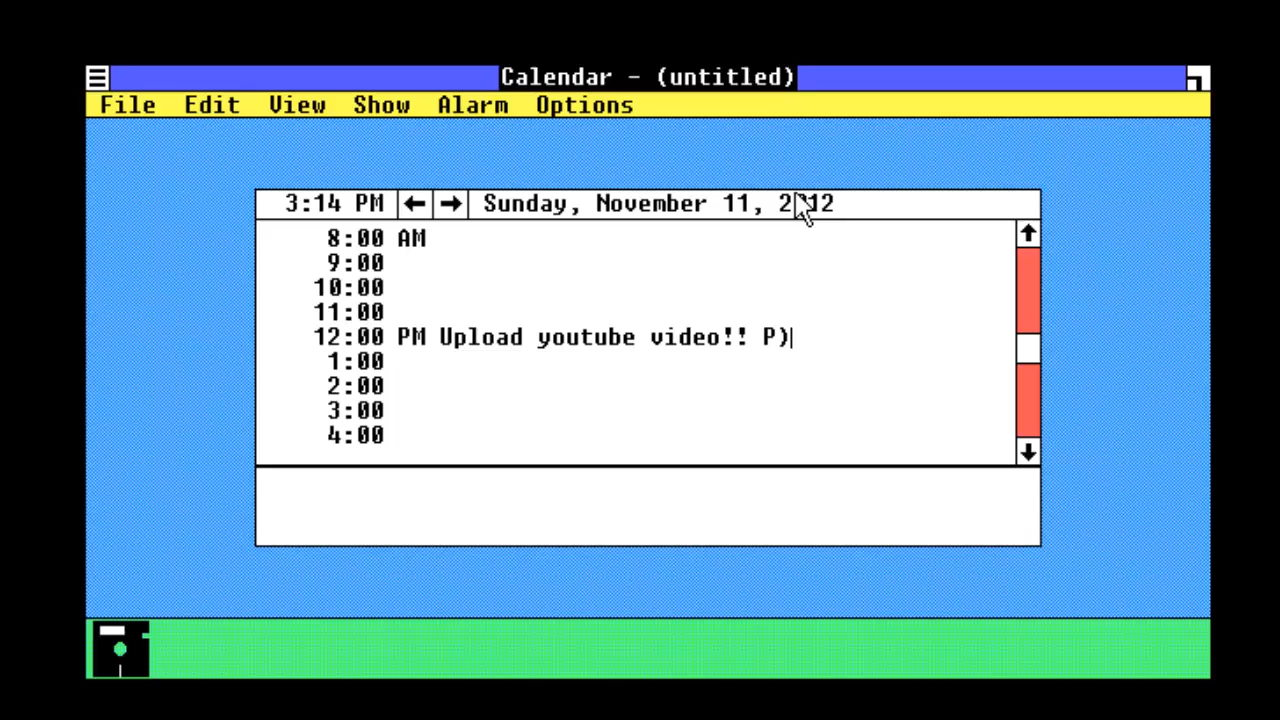 Calendar - (untitled)
File Edit View Show Alarm Options
3:14 PM ← → Sunday, November 11, 2012
8:00 AM
9:00
10:00
11:00
12:00 PM Upload youtube video!! P)
1:00
2:00
3:00
4:00